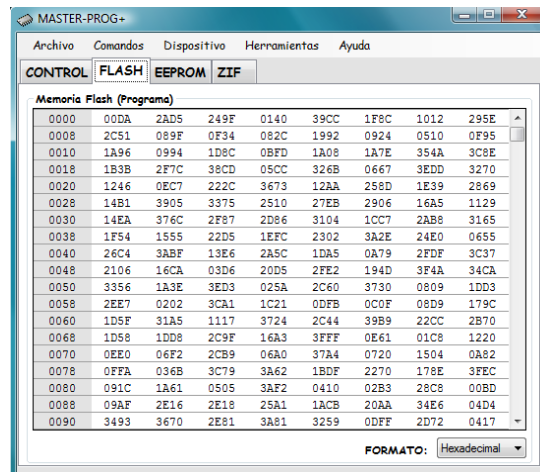 MASTER-PROG+
Archivo Comandos Dispositivo Herramientas Ayuda
CONTROL FLASH EEPROM ZIF
Memoria Flash (Programa)
0000 00DA 2AD5 249F 0140 39CC 1F8C 1012 295E
0008 2C51 089F 0F34 082C 1992 0924 0510 0F95
0010 1A96 0994 1D8C 0BFD 1A08 1A7E 354A 3C8E
0018 1B3B 2F7C 38CD 05CC 326B 0667 3EDD 3270
0020 1246 0EC7 222C 3673 12AA 258D 1E39 2869
0028 14B1 3905 3375 2510 27EB 2906 16A5 1129
0030 14EA 376C 2F87 2D86 3104 1CC7 2AB8 3165
0038 1F54 1555 22D5 1EFC 2302 3A2E 24E0 0655
0040 26C4 3ABF 13E6 2A5C 1DA5 0A79 2FDF 3C37
0048 2106 16CA 03D6 20D5 2FE2 194D 3F4A 34CA
0050 3356 1A3E 3ED3 025A 2C60 3730 0809 1DD3
0058 2EE7 0202 3CA1 1C21 0DFB 0C0F 08D9 179C
0060 1D5F 31A5 1117 3724 2C44 39B9 22CC 2B70
0068 1D58 1DD8 2C9F 16A3 3FFF 0E61 01C8 1220
0070 0EE0 06F2 2CB9 06A0 37A4 0720 1504 0A82
0078 0FFA 036B 3C79 3A62 1BDF 2270 178E 3FEC
0080 091C 1A61 0505 3AF2 0410 02B3 28C8 00BD
0088 09AF 2E16 2E18 25A1 1ACB 20AA 34E6 04D4
0090 3493 3670 2E81 3A81 3259 0DFF 2D72 0417
FORMATO: Hexadecimal